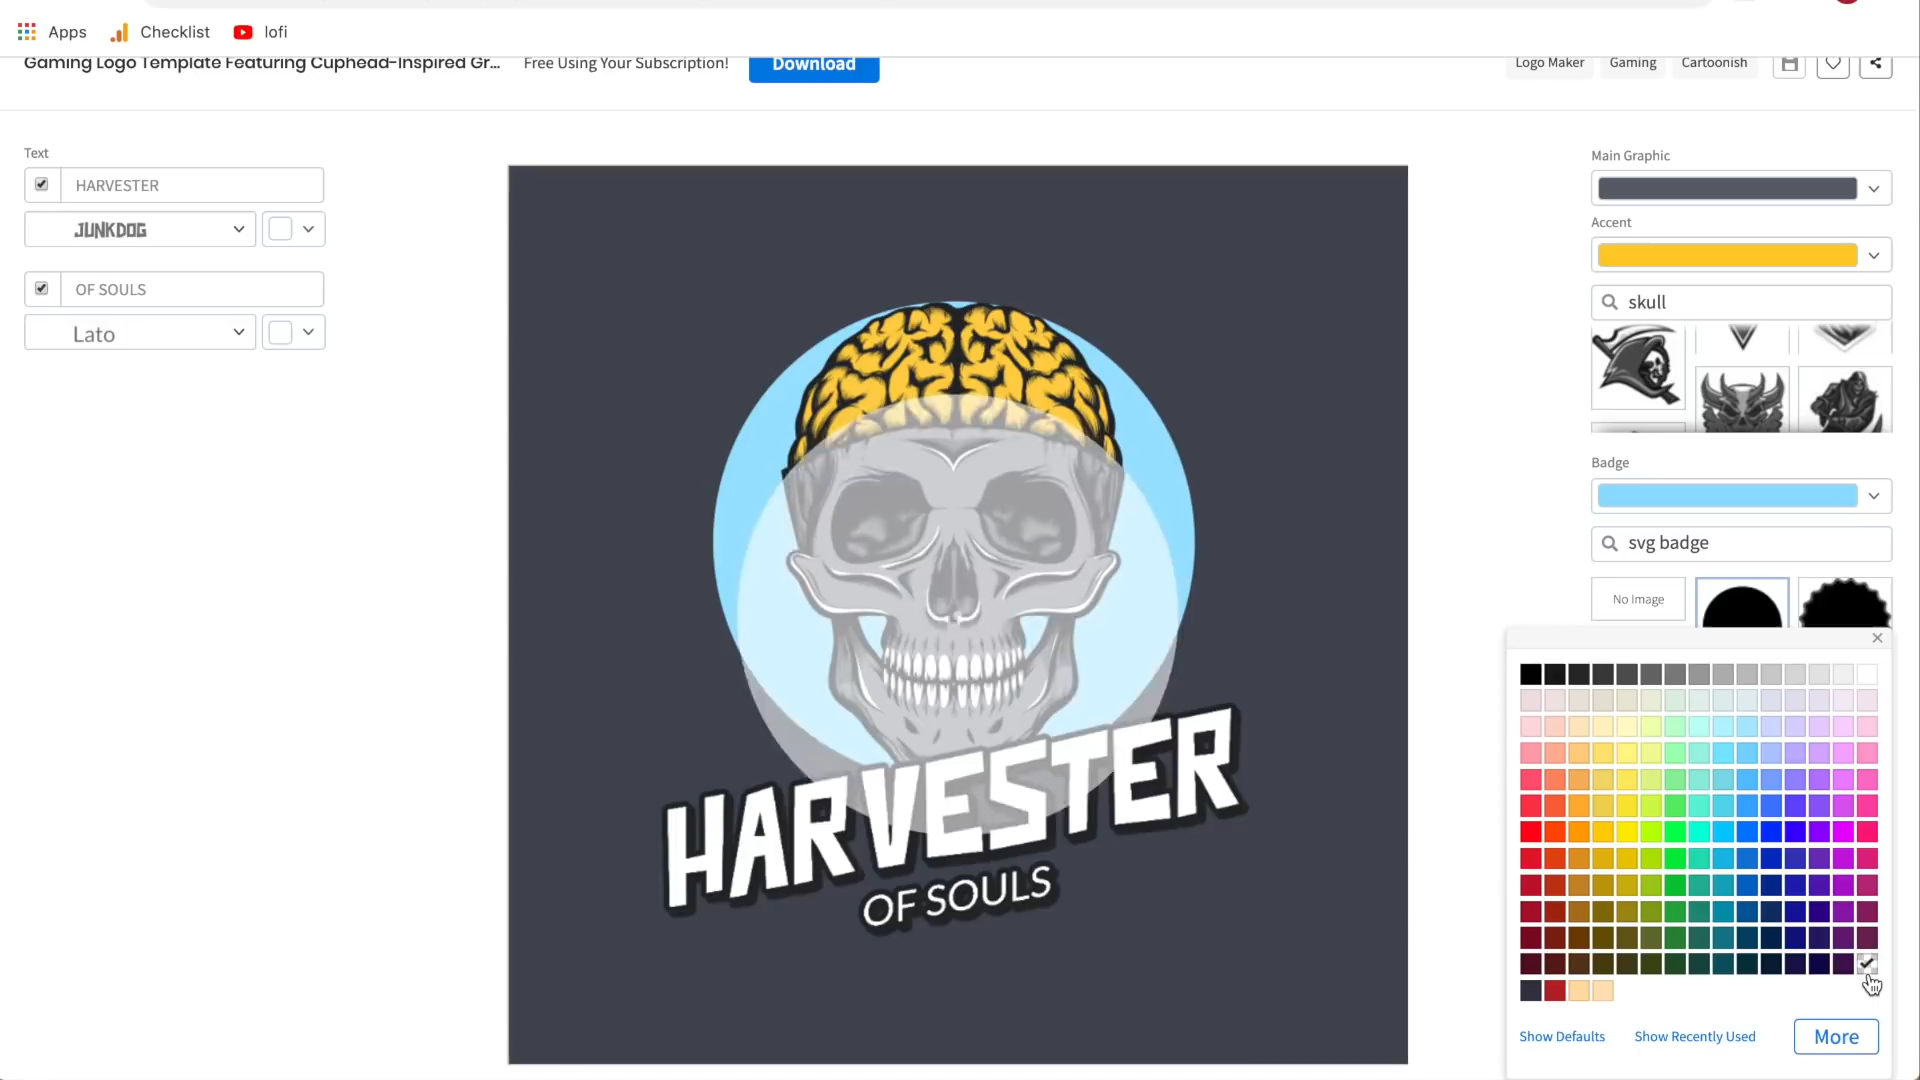 Apps
Checklist
lofi
Gaming Logo Template Featuring Cuphead-Inspired Gr...
Free Using Your Subscription!
Download
Logo Maker
Gaming
Cartoonish
Text
HARVESTER
JUNKDOG
OF SOULS
Lato
HARVESTER
OF SOULS
Main Graphic
Accent
skull
Badge
svg badge
No Image
Show Defaults
Show Recently Used
More